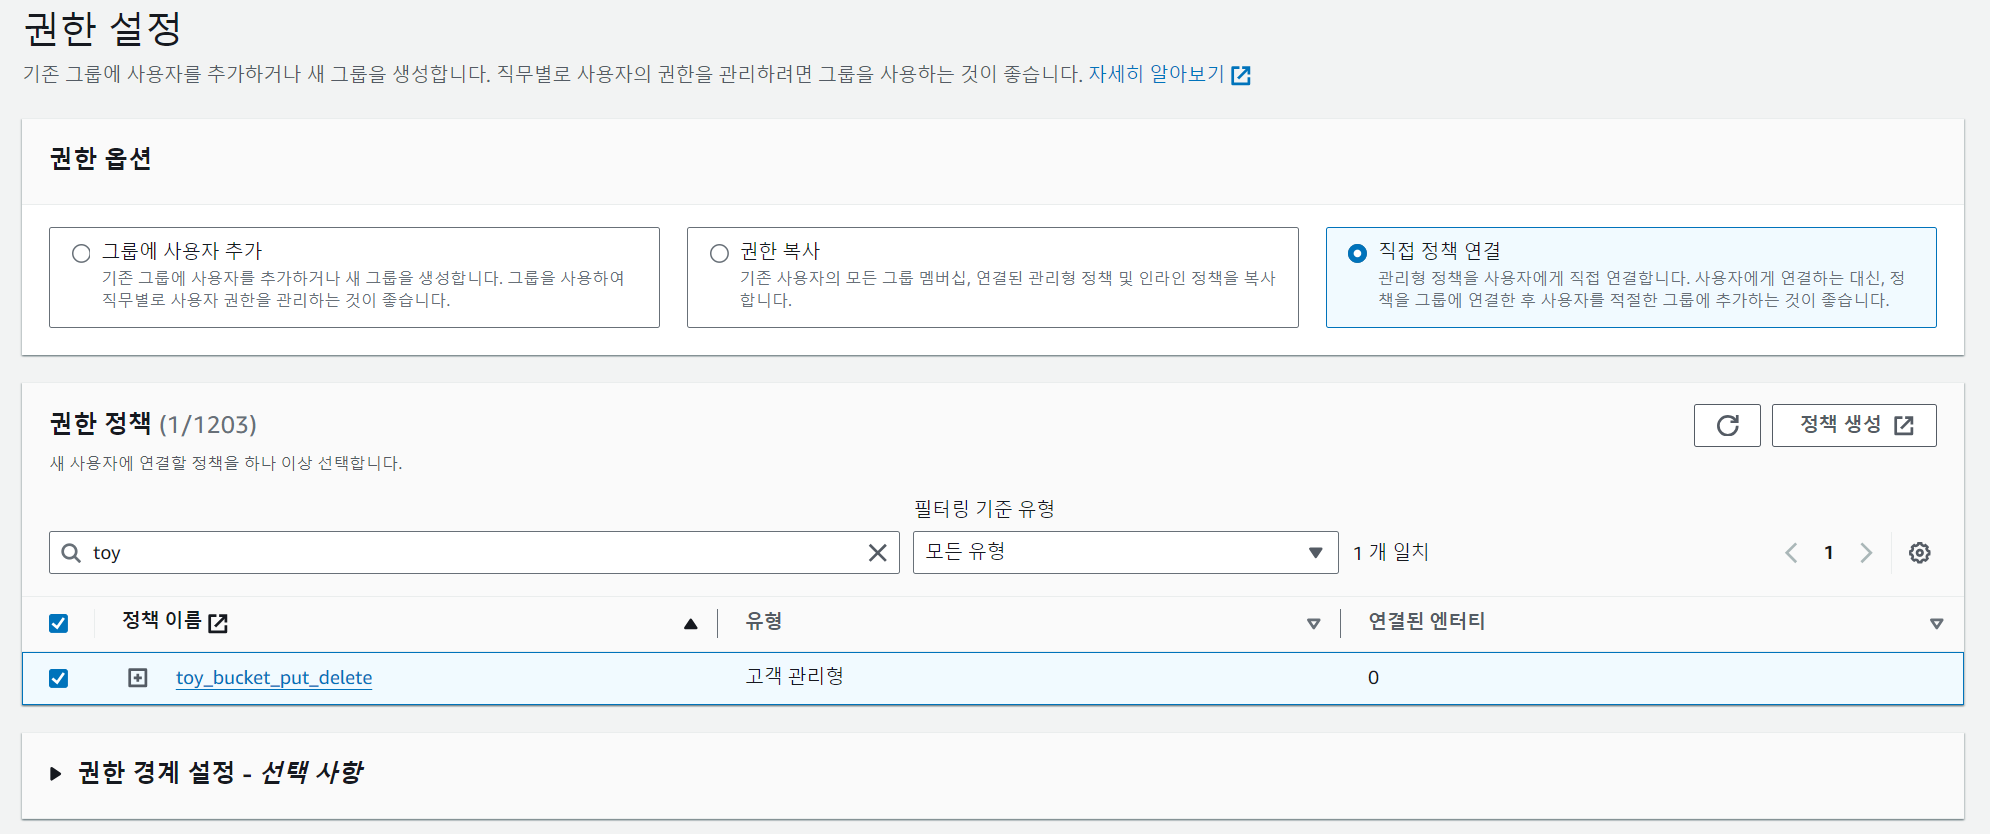 권한 설정
기존 그룹에 사용자를 추가하거나 새 그룹을 생성합니다. 직무별로 사용자의 권한을 관리하려면 그룹을 사용하는 것이 좋습니다. 자세히 알아보기
권한 옵션
그룹에 사용자 추가
기존 그룹에 사용자를 추가하거나 새 그룹을 생성합니다. 그룹을 사용하여
직무별로 사용자 권한을 관리하는 것이 좋습니다.
권한 복사
기존 사용자의 모든 그룹 멤버십, 연결된 관리형 정책 및 인라인 정책을 복사
합니다.
직접 정책 연결
관리형 정책을 사용자에게 직접 연결합니다. 사용자에게 연결하는 대신, 정
책을 그룹에 연결한 후 사용자를 적절한 그룹에 추가하는 것이 좋습니다.
권한 정책 (1/1203)
정책 생성
새 사용자에 연결할 정책을 하나 이상 선택합니다.
필터링 기준 유형
toy
모든 유형
1 개 일치
1
정책 이름
유형
연결된 엔터티
toy_bucket_put_delete
고객 관리형
0
권한 경계 설정 - 선택 사항